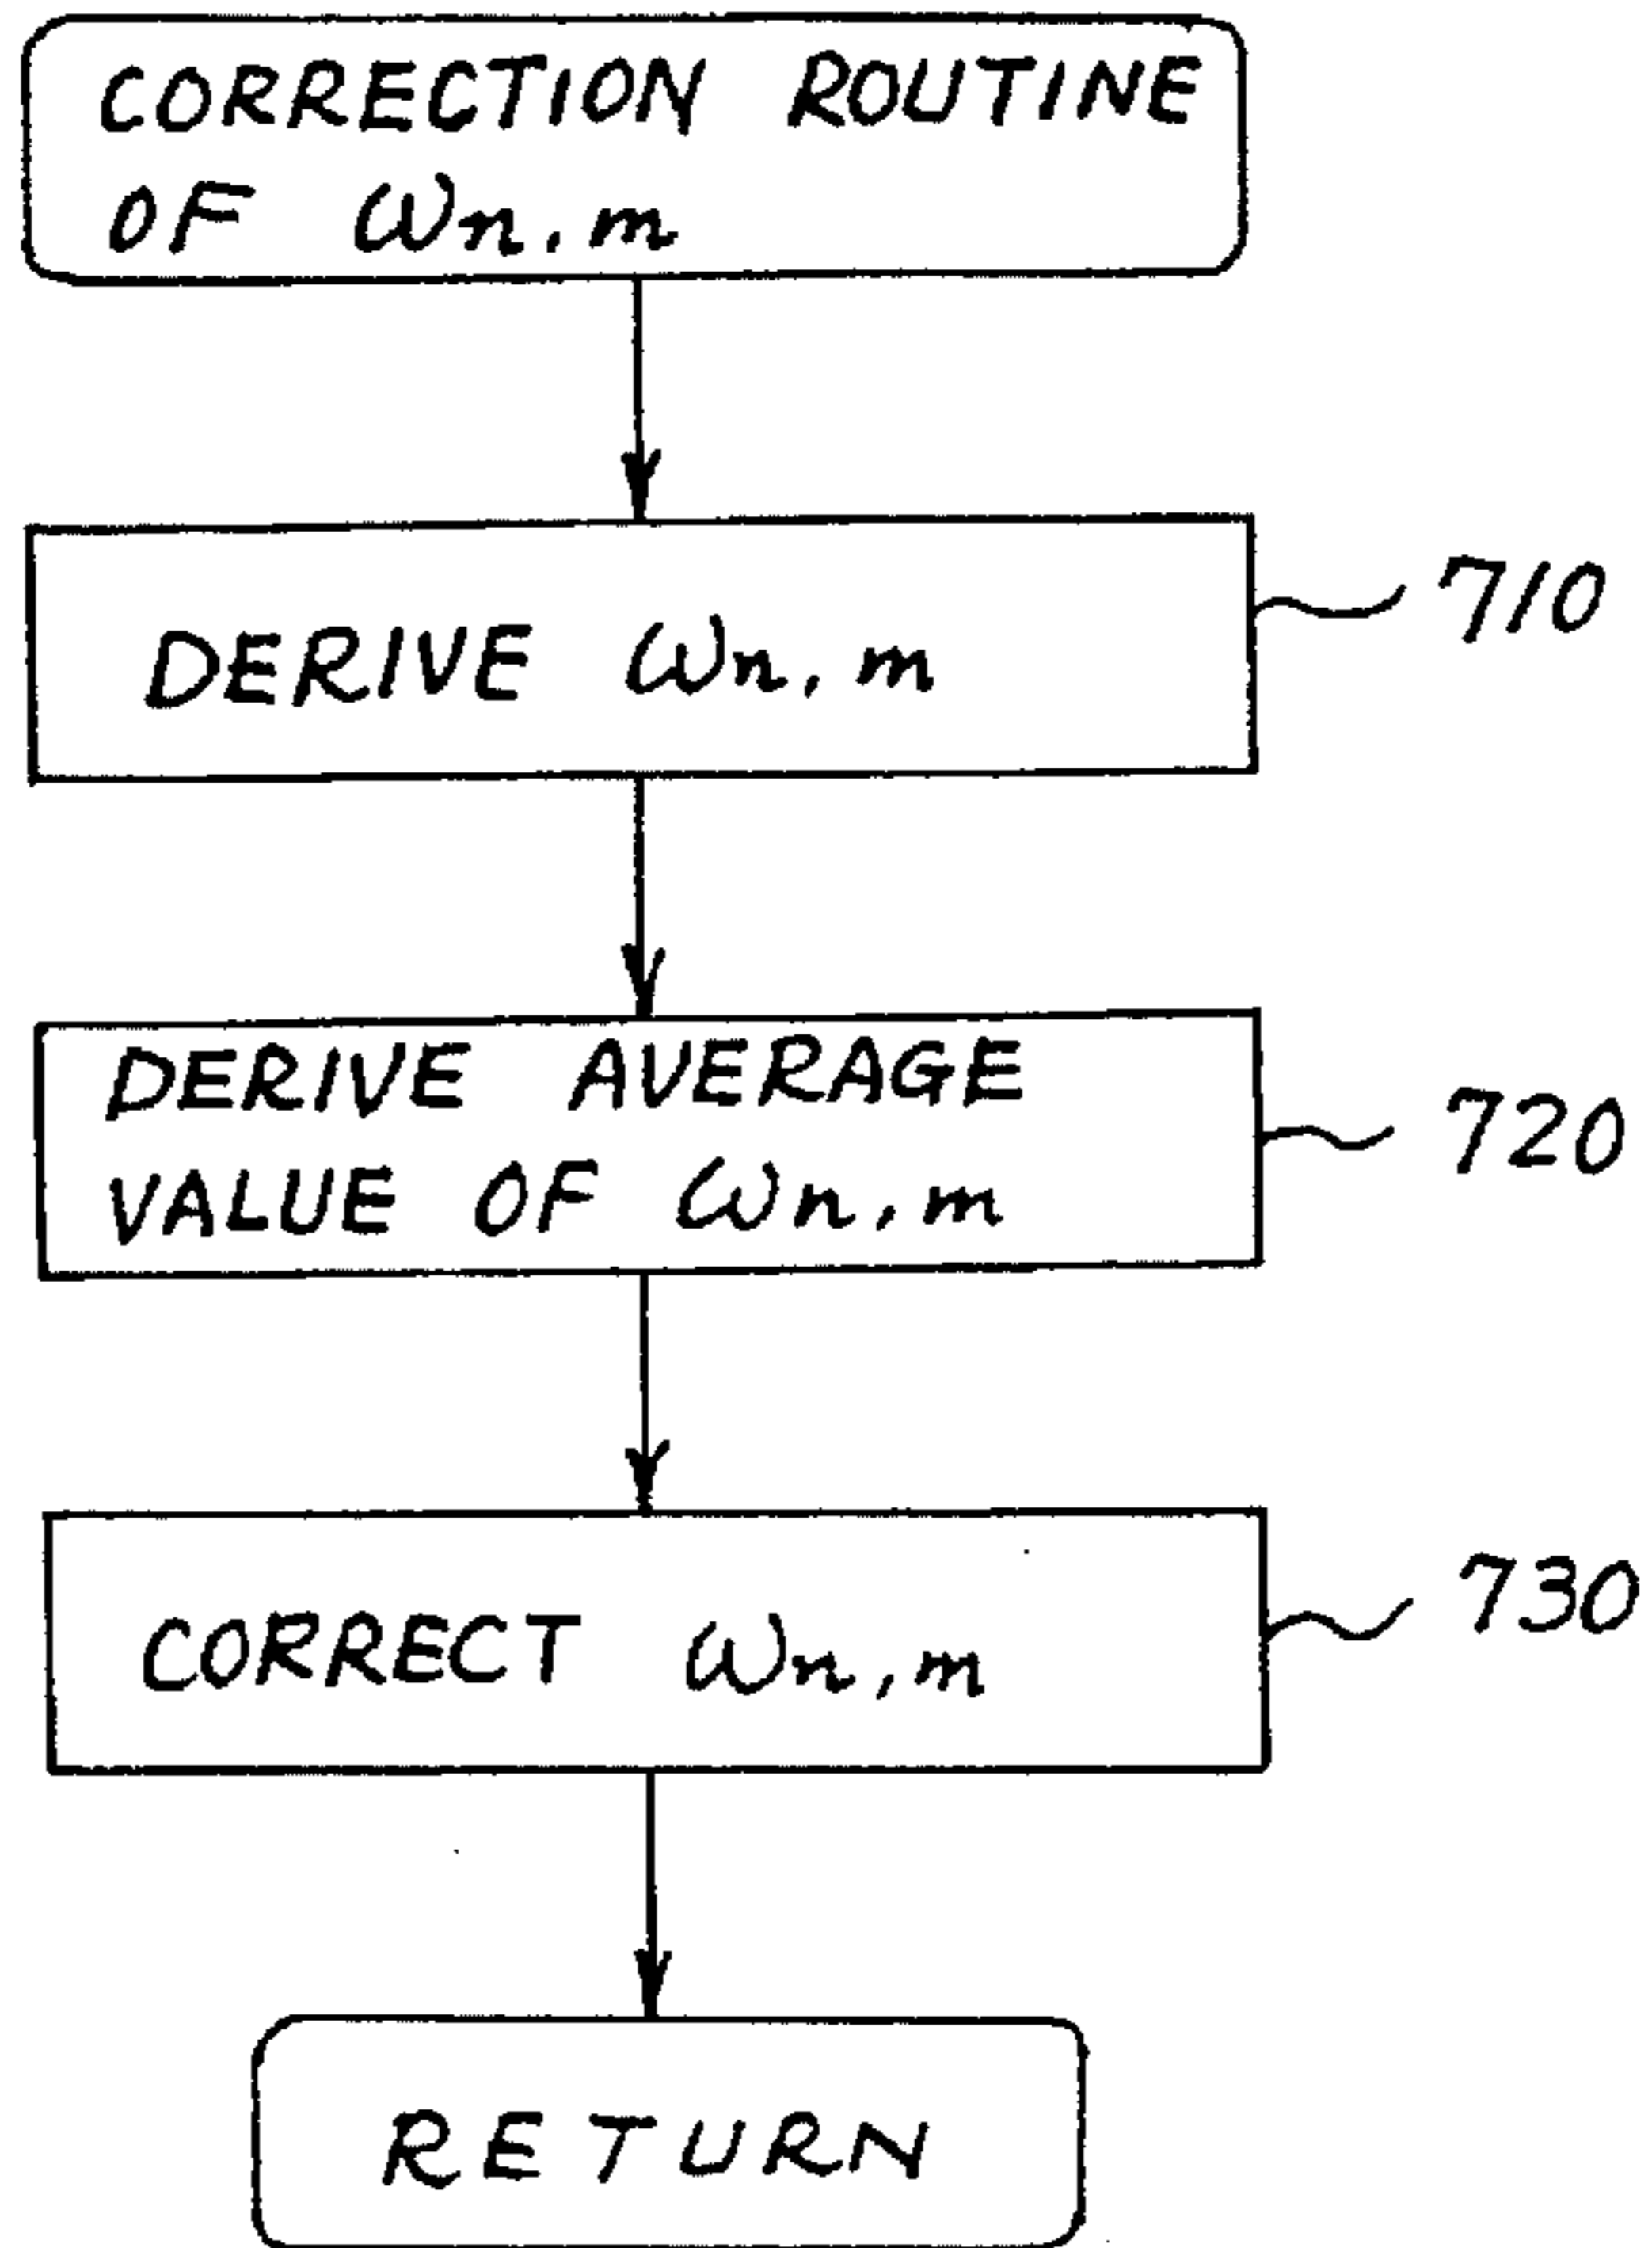 CORRECTION ROUTINE
OF ωn,m
DERIVE ωn,m
710
DERIVE AVERAGE
VALUE OF ωn,m
720
CORRECT ωn,m
730
RETURN